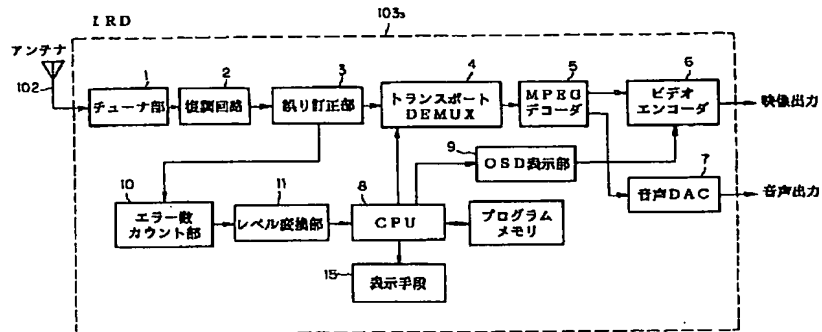 IRD
103a
アンテナ
102
1
チューナ部
2
復調回路
3
誤り訂正部
4
トランスポート
DEMUX
5
MPEG
デコーダ
6
ビデオ
エンコーダ
映像出力
9
OSD表示部
7
音声DAC
音声出力
10
エラー数
カウント部
11
レベル変換部
8
CPU
プログラム
メモリ
15
表示手段